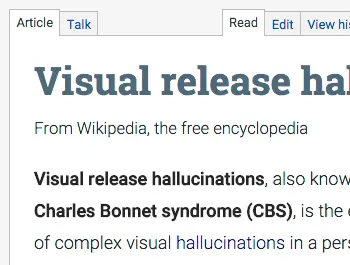 Article Talk Read Edit View his
Visual release hal
From Wikipedia, the free encyclopedia
Visual release hallucinations, also know
Charles Bonnet syndrome (CBS), is the e
of complex visual hallucinations in a pers